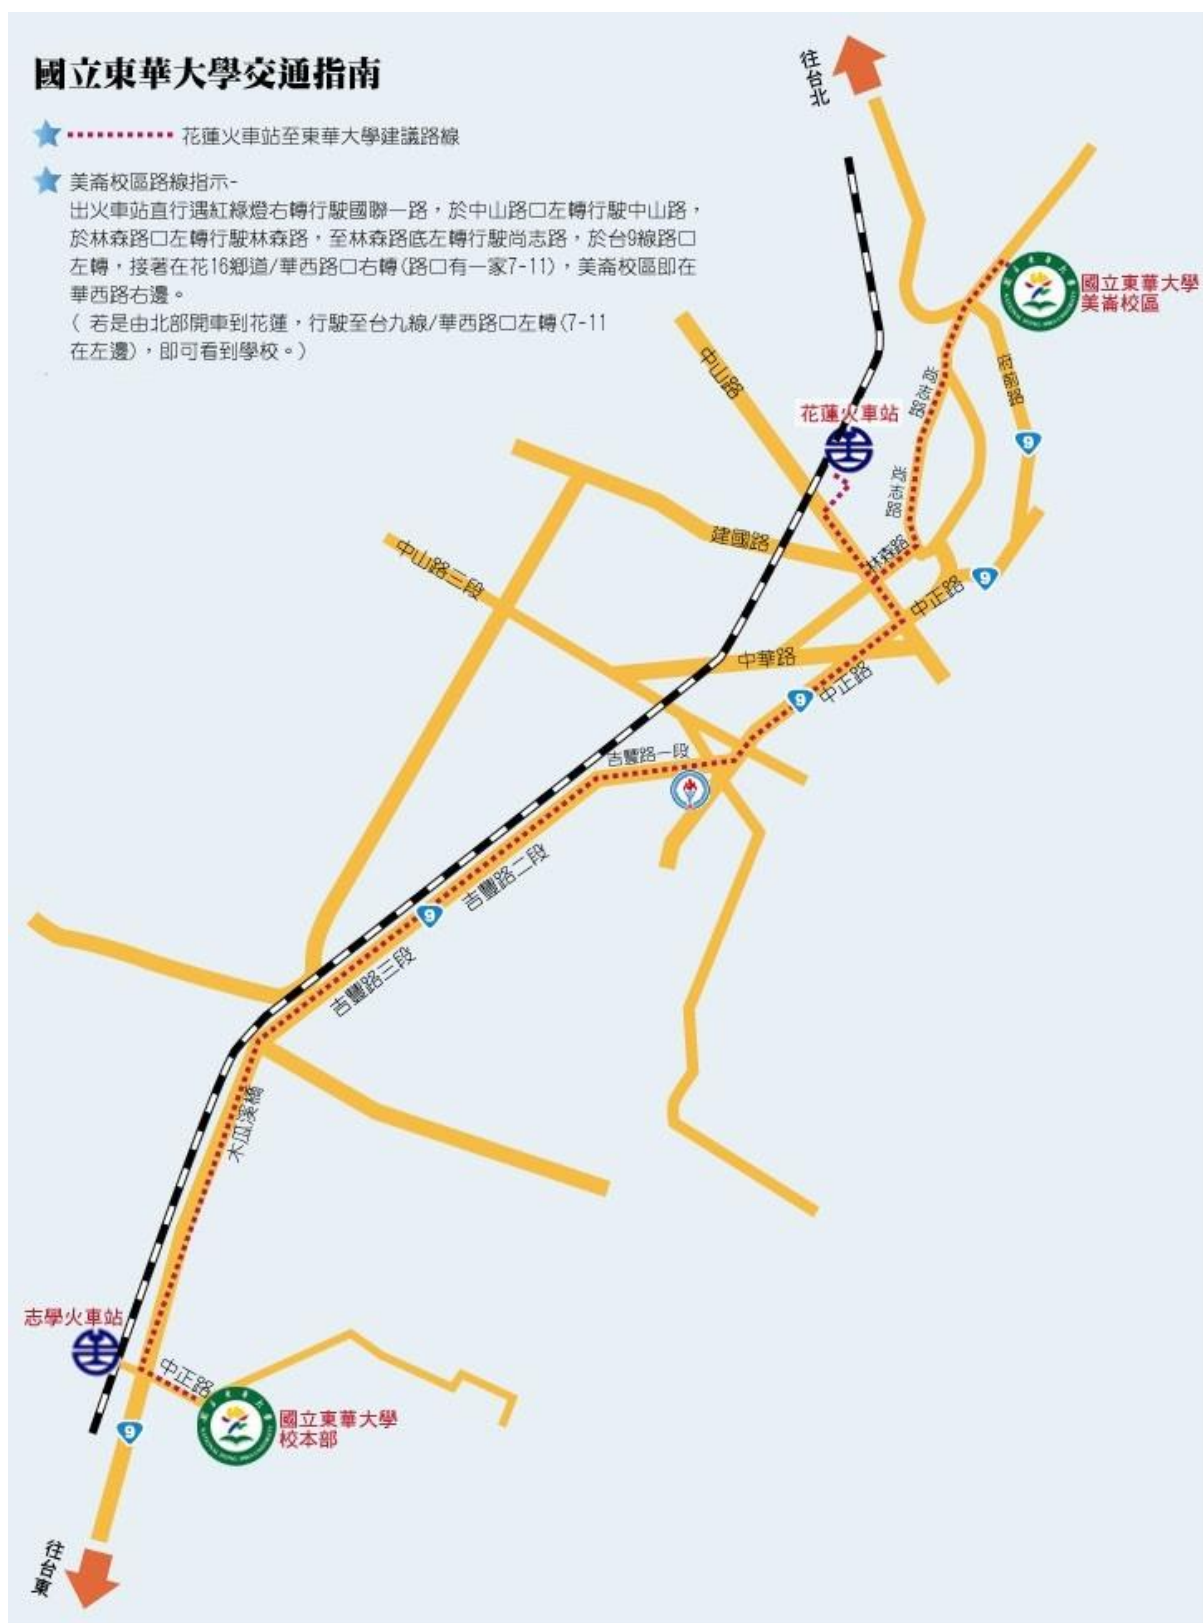 國立東華大學交通指南
花蓮火車站至東華大學建議路線
美崙校區路線指示-
出火車站直行遇紅綠燈右轉行駛國聯一路，於中山路口左轉行駛中山路，
於林森路口左轉行駛林森路，至林森路底左轉行駛尚志路，於台9線路口
左轉，接著在花16鄉道/華西路口右轉(路口有一家7-11)，美崙校區即在
華西路右邊。
( 若是由北部開車到花蓮，行駛至台九線/華西路口左轉(7-11
在左邊)，即可看到學校。)
往台北
國立東華大學
美崙校區
中山路
府前路
花蓮火車站
9
建國路
林森路
中山路三段
9
中正路
中華路
9
中正路
吉豐路一段
吉豐路二段
9
吉豐路三段
木瓜溪橋
志學火車站
中正路
國立東華大學
校本部
9
往台東